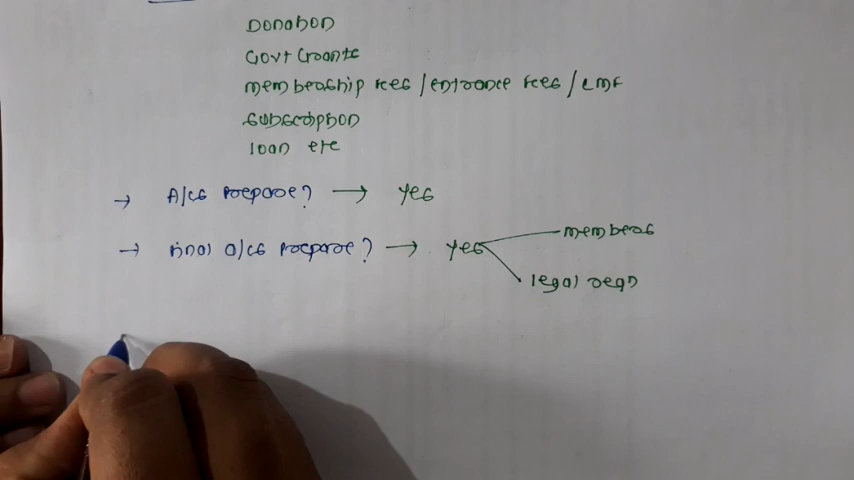 Donation
Govt Grants
membership fees / entrance fees / LMF
Subscription
loan etc
→ A/cs prepare? → yes
→ final a/cs prepare? → yes
members
legal reqn